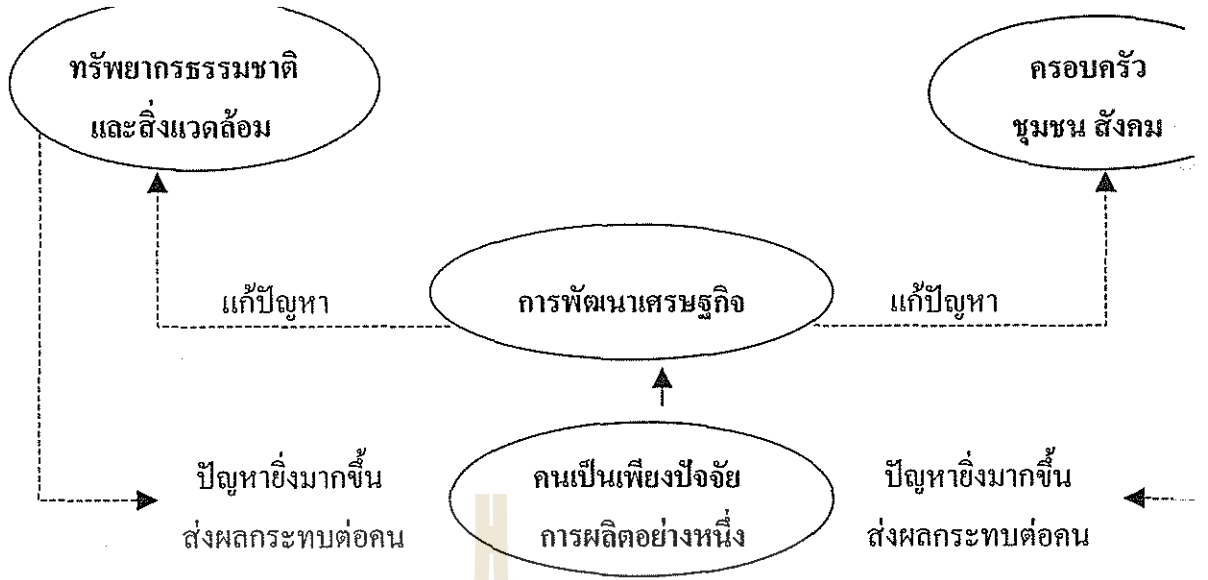 ทรัพยากรธรรมชาติ
และสิ่งแวดล้อม
ครอบครัว
ชุมชน สังคม
แก้ปัญหา
การพัฒนาเศรษฐกิจ
แก้ปัญหา
ปัญหายิ่งมากขึ้น
ส่งผลกระทบต่อคน
คนเป็นเพียงปัจจัย
การผลิตอย่างหนึ่ง
ปัญหายิ่งมากขึ้น
ส่งผลกระทบต่อคน